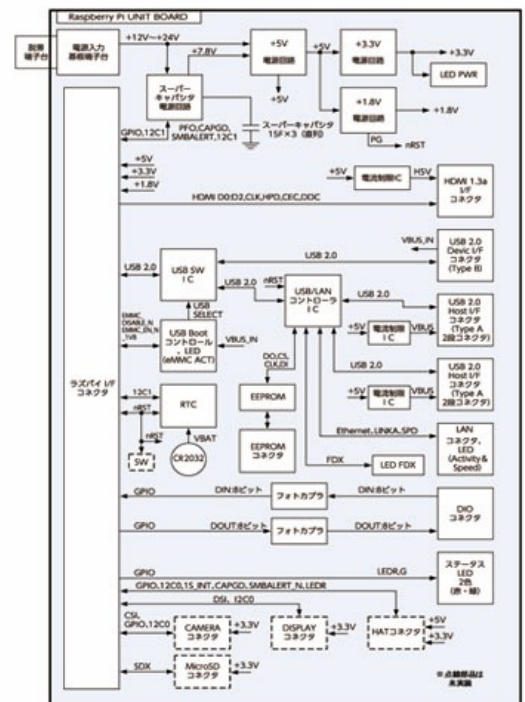 Raspberry Pi UNIT BOARD
脱着
端子台
電源入力
基板端子台
+12V~+24V
+7.8V
+5V
電源回路
+5V
+5V
+3.3V
電源回路
+3.3V
LED PWR
スーパー
キャパシタ
電源回路
スーパーキャパシタ
15F×3 (直列)
+1.8V
電源回路
+1.8V
PG
nRST
GPIO,12C1
PFO,CAPGD,
SMBALERT,12C1
+5V
+3.3V
+1.8V
+5V
電流制限IC
HSV
HDMI 1.3a
I/F
コネクタ
HDMI D0:D2,CLK,HPD,CEC,DDC
VBUS_IN
USB 2.0
Devic I/F
コネクタ
(Type B)
USB 2.0
USB 2.0
USB SW
IC
USB 2.0
nRST
USB/LAN
コントローラ
IC
USB 2.0
USB 2.0
Host I/F
コネクタ
(Type A
2段コネクタ)
+5V
電流制限
IC
VBUS
USB
SELECT
EMMC_
DISABLE_N
EMMC_EN_N
_1V8
USB Boot
コントロール
、LED
(eMMC ACT)
VBUS_IN
USB 2.0
USB 2.0
Host I/F
コネクタ
(Type A
2段コネクタ)
+5V
電流制限
IC
VBUS
DO,CS,
CLK,DI
EEPROM
EEPROM
コネクタ
ラズパイ I/F
コネクタ
12C1
nRST
nRST
RTC
SW
VBAT
CR2032
Ethernet、LINKA、SPD
LAN
コネクタ、
LED
(Activity&
Speed)
FDX
LED FDX
GPIO
フォトカプラ
DIN:8ビット
DIO
コネクタ
GPIO
DOUT:8ビット
フォトカプラ
DOUT:8ビット
GPIO
LEDR,G
ステータス
LED
2色
(赤・緑)
GPIO,12C0,1S_INT,CAPGD,SMBALERT_N,LEDR
DSI、I2C0
CSI,
GPIO,12C0
CAMERA
コネクタ
+3.3V
DISPLAY
コネクタ
+3.3V
HATコネクタ
+5V
+3.3V
SDX
MicroSD
コネクタ
+3.3V
※点線部品は
未実装